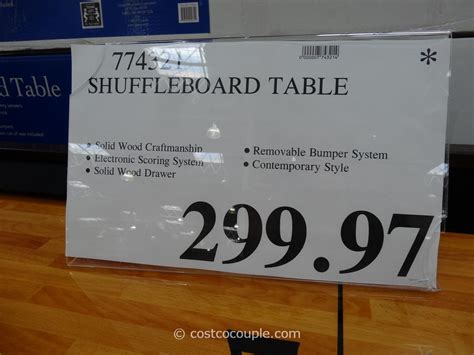 774321
SHUFFLEBOARD TABLE
*
• Solid Wood Craftmanship
• Electronic Scoring System
• Solid Wood Drawer
• Removable Bumper System
• Contemporary Style
299.97
d Table
© costcocouple.com